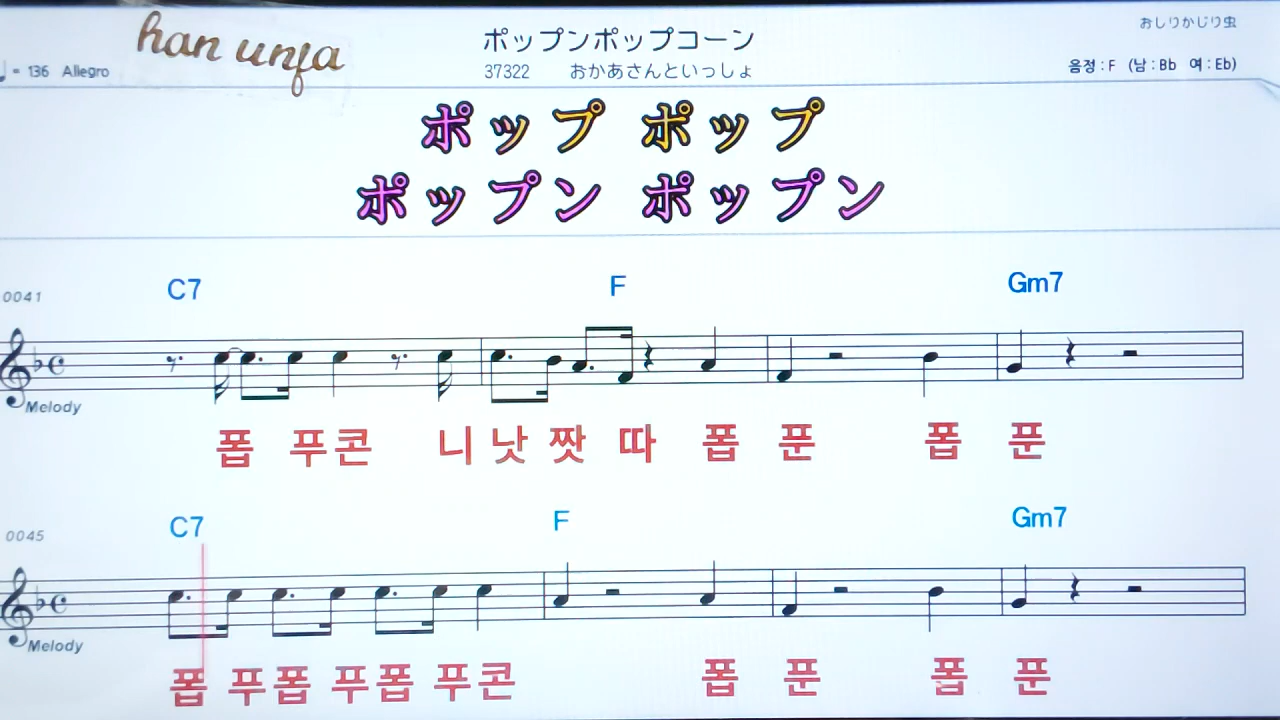 han unfa
ポップンポップコーン
おしりかじり虫
♩= 136 Allegro
37322 おかあさんといっしょ
음정 : F (남 : Bb 여 : Eb)
ポップ ポップ
ポップン ポップン
0041 C7 F Gm7
Melody
폽 푸콘 니 낫 짯 따 폽 푼 폽 푼
0045 C7 F Gm7
Melody
폽 푸폽 푸폽 푸콘 폽 푼 폽 푼